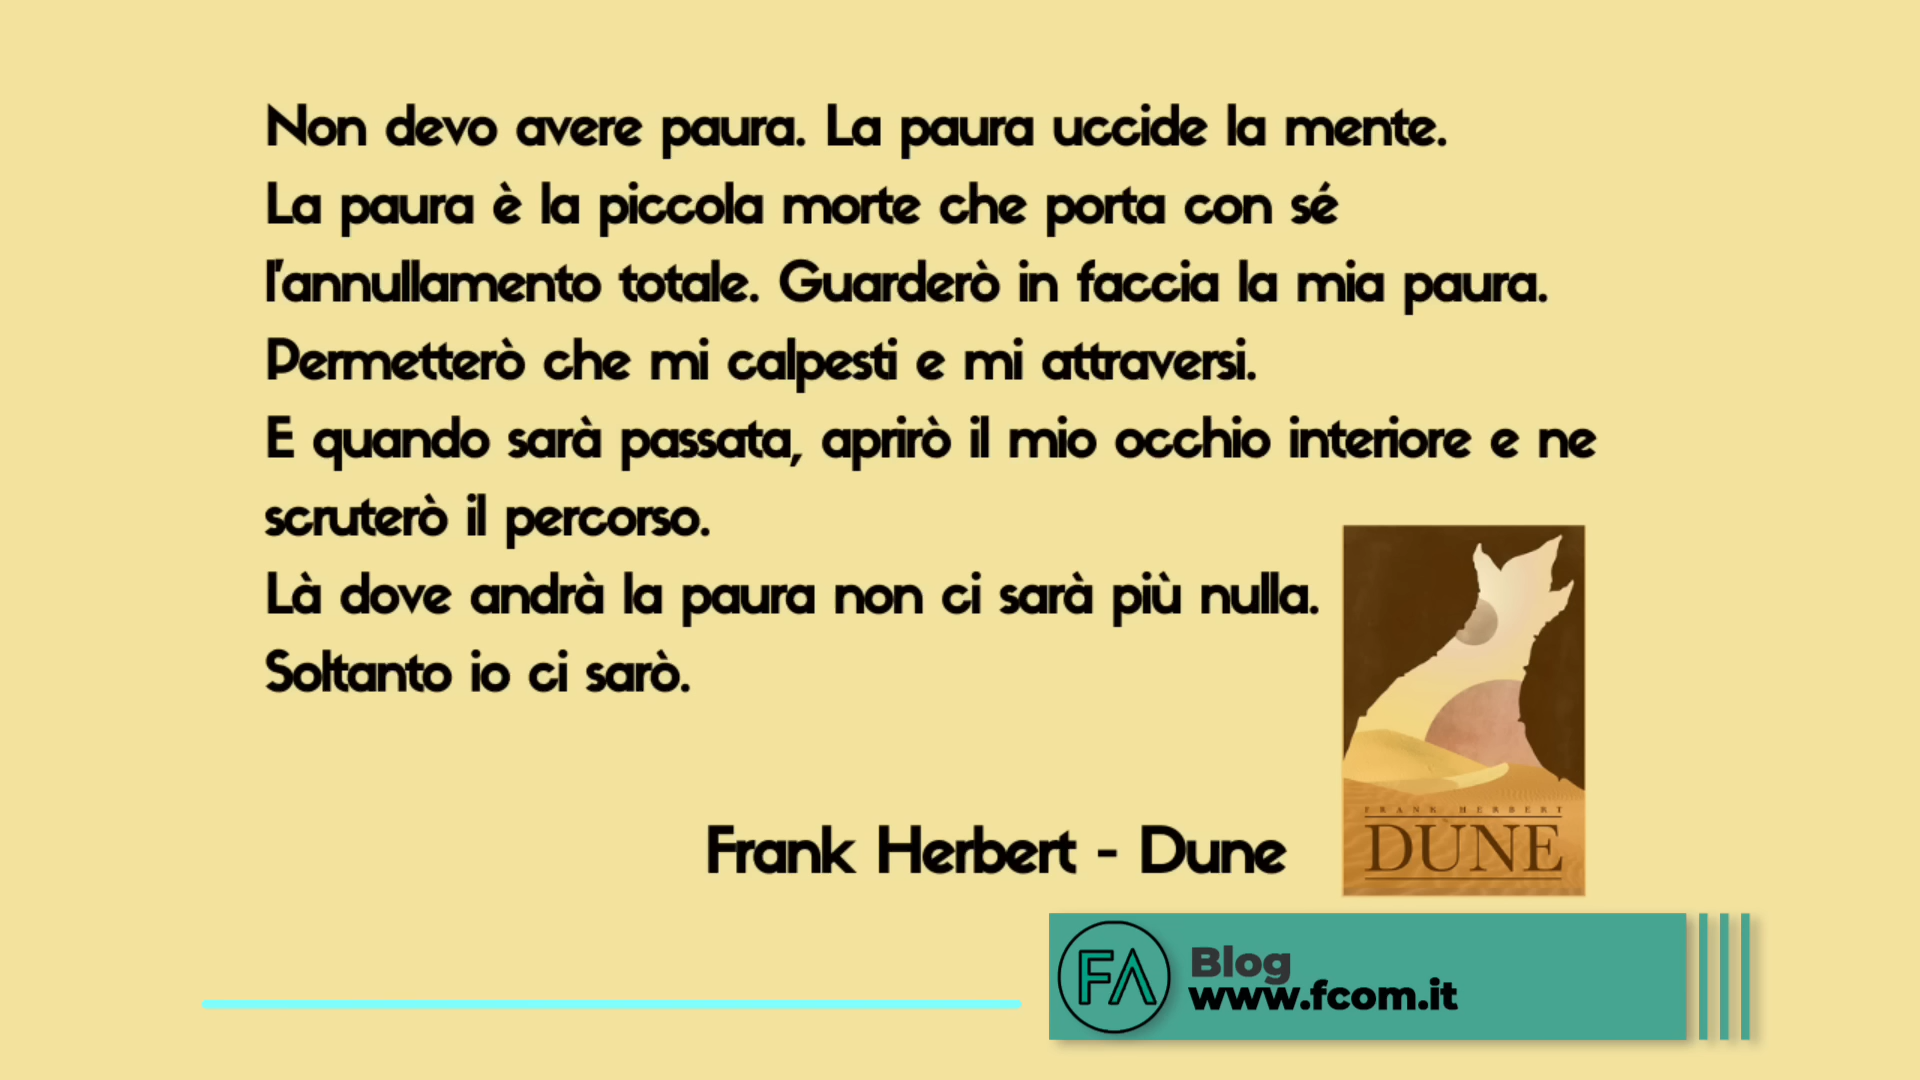 Non devo avere paura. La paura uccide la mente.
La paura è la piccola morte che porta con sé
l'annullamento totale. Guarderò in faccia la mia paura.
Permetterò che mi calpesti e mi attraversi.
E quando sarà passata, aprirò il mio occhio interiore e ne
scruterò il percorso.
Là dove andrà la paura non ci sarà più nulla.
Soltanto io ci sarò.
Frank Herbert - Dune
FRANK HERBERT
DUNE
FA
Blog
www.fcom.it